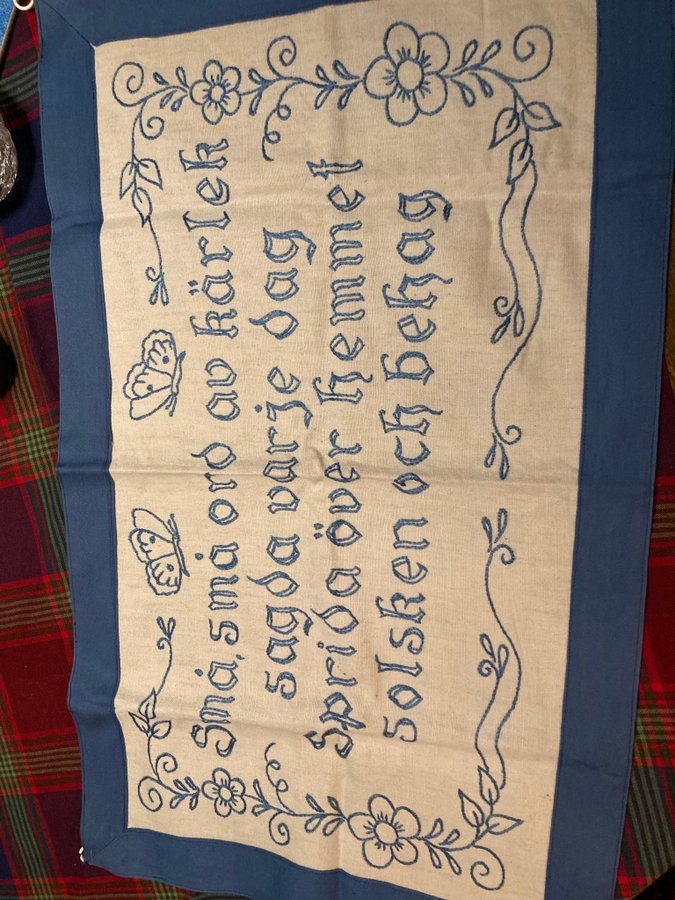 Små, små ord av kärlek
sagda varje dag
Sprida över hemmet
solsken och behag